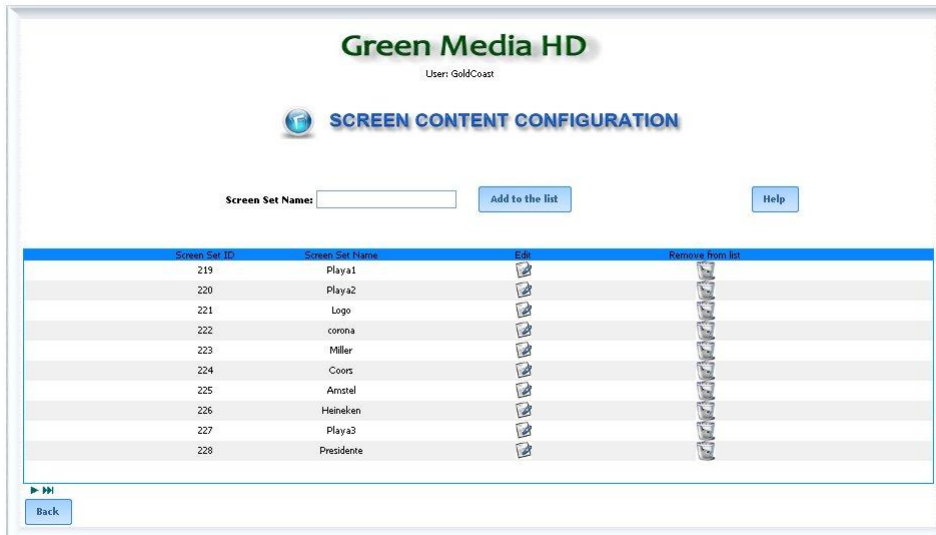 Green Media HD
User: GoldCoast
SCREEN CONTENT CONFIGURATION
Screen Set Name: Add to the list Help
Screen Set ID Screen Set Name Edit Remove from list
219 Playa1
220 Playa2
221 Logo
222 corona
223 Miller
224 Coors
225 Amstel
226 Heineken
227 Playa3
228 Presidente
Back